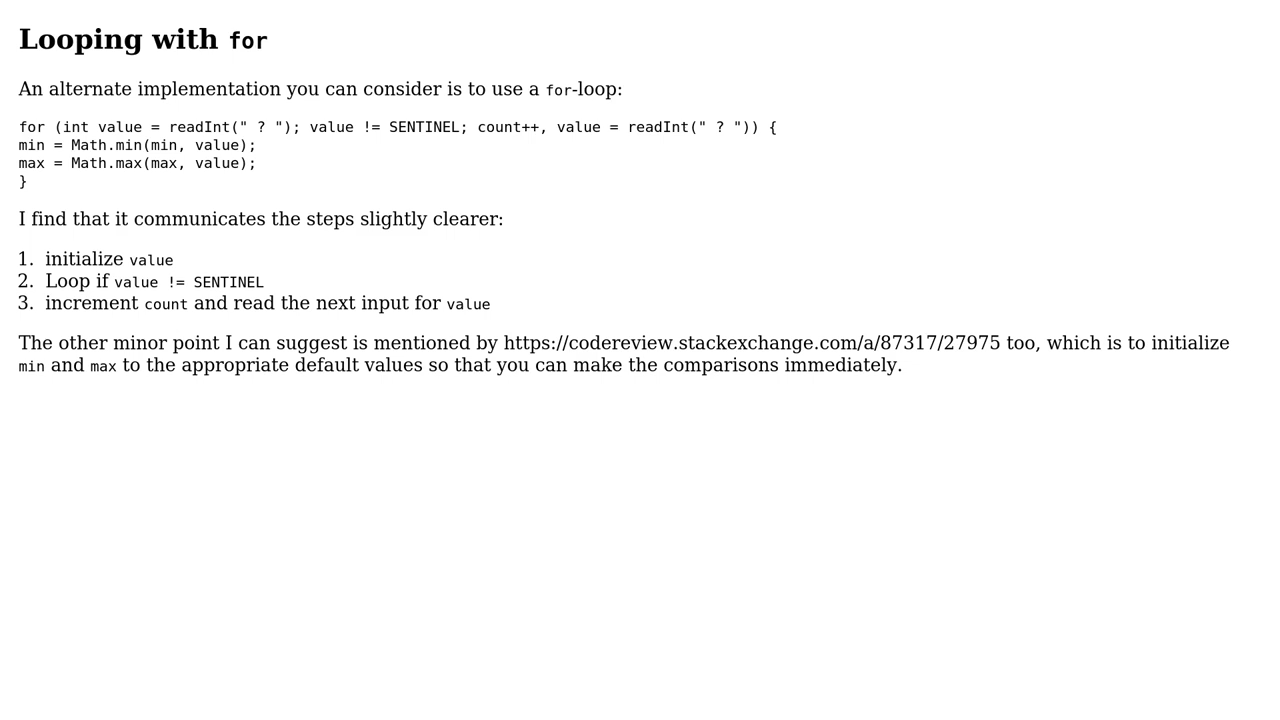 Looping with for
An alternate implementation you can consider is to use a for-loop:
for (int value = readInt(" ? "); value != SENTINEL; count++, value = readInt(" ? ")) {
min = Math.min(min, value);
max = Math.max(max, value);
}
I find that it communicates the steps slightly clearer:
1. initialize value
2. Loop if value != SENTINEL
3. increment count and read the next input for value
The other minor point I can suggest is mentioned by https://codereview.stackexchange.com/a/87317/27975 too, which is to initialize
min and max to the appropriate default values so that you can make the comparisons immediately.